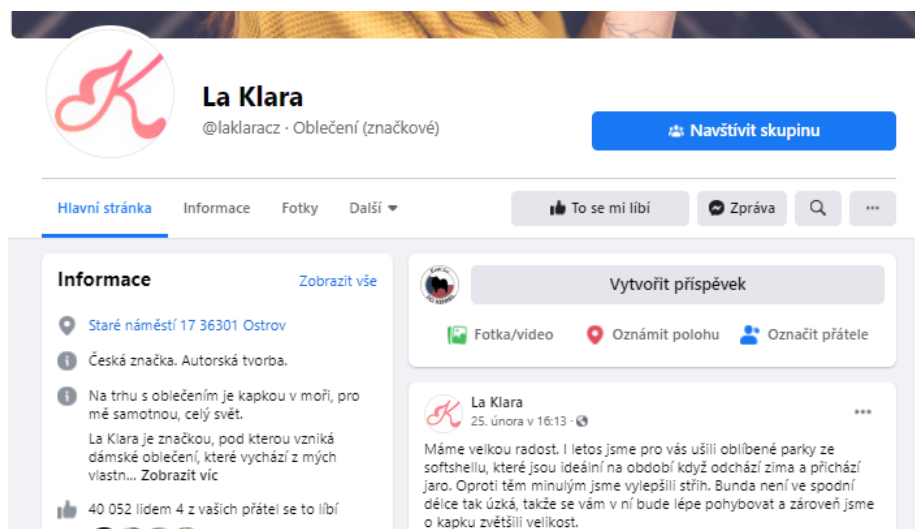 La Klara
@laklaracz · Oblečení (značkové)
Navštívit skupinu
Hlavní stránka
Informace
Fotky
Další
To se mi líbí
Zpráva
Informace
Zobrazit vše
Staré náměstí 17 36301 Ostrov
Česká značka. Autorská tvorba.
Na trhu s oblečením je kapkou v moři, pro
mě samotnou, celý svět.
La Klara je značkou, pod kterou vzniká
dámské oblečení, které vychází z mých
vlastn... Zobrazit víc
40 052 lidem 4 z vašich přátel se to líbí
Vytvořit příspěvek
Fotka/video
Oznámit polohu
Označit přátele
La Klara
25. února v 16:13 ·
Máme velkou radost. I letos jsme pro vás ušili oblíbené parky ze
softshellu, které jsou ideální na období když odchází zima a přichází
jaro. Oproti těm minulým jsme vylepšili střih. Bunda není ve spodní
délce tak úzká, takže se vám v ní bude lépe pohybovat a zároveň jsme
o kapku zvětšili velikost.